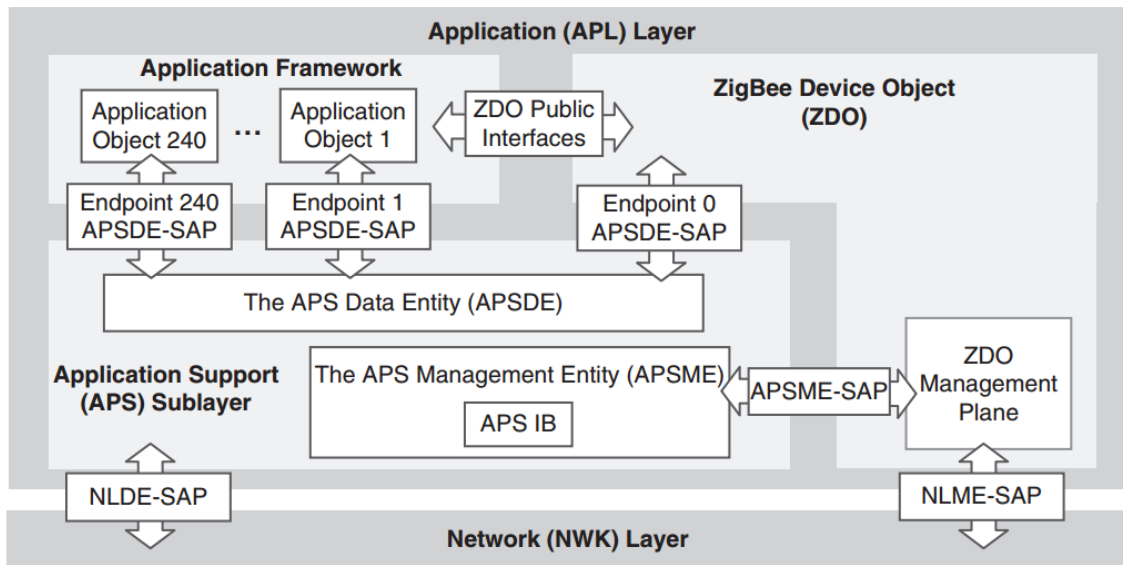 Application (APL) Layer
Application Framework
ZigBee Device Object
(ZDO)
Application
Object 240
...
Application
Object 1
ZDO Public
Interfaces
Endpoint 240
APSDE-SAP
Endpoint 1
APSDE-SAP
Endpoint 0
APSDE-SAP
The APS Data Entity (APSDE)
Application Support
(APS) Sublayer
The APS Management Entity (APSME)
APS IB
APSME-SAP
ZDO
Management
Plane
NLDE-SAP
NLME-SAP
Network (NWK) Layer